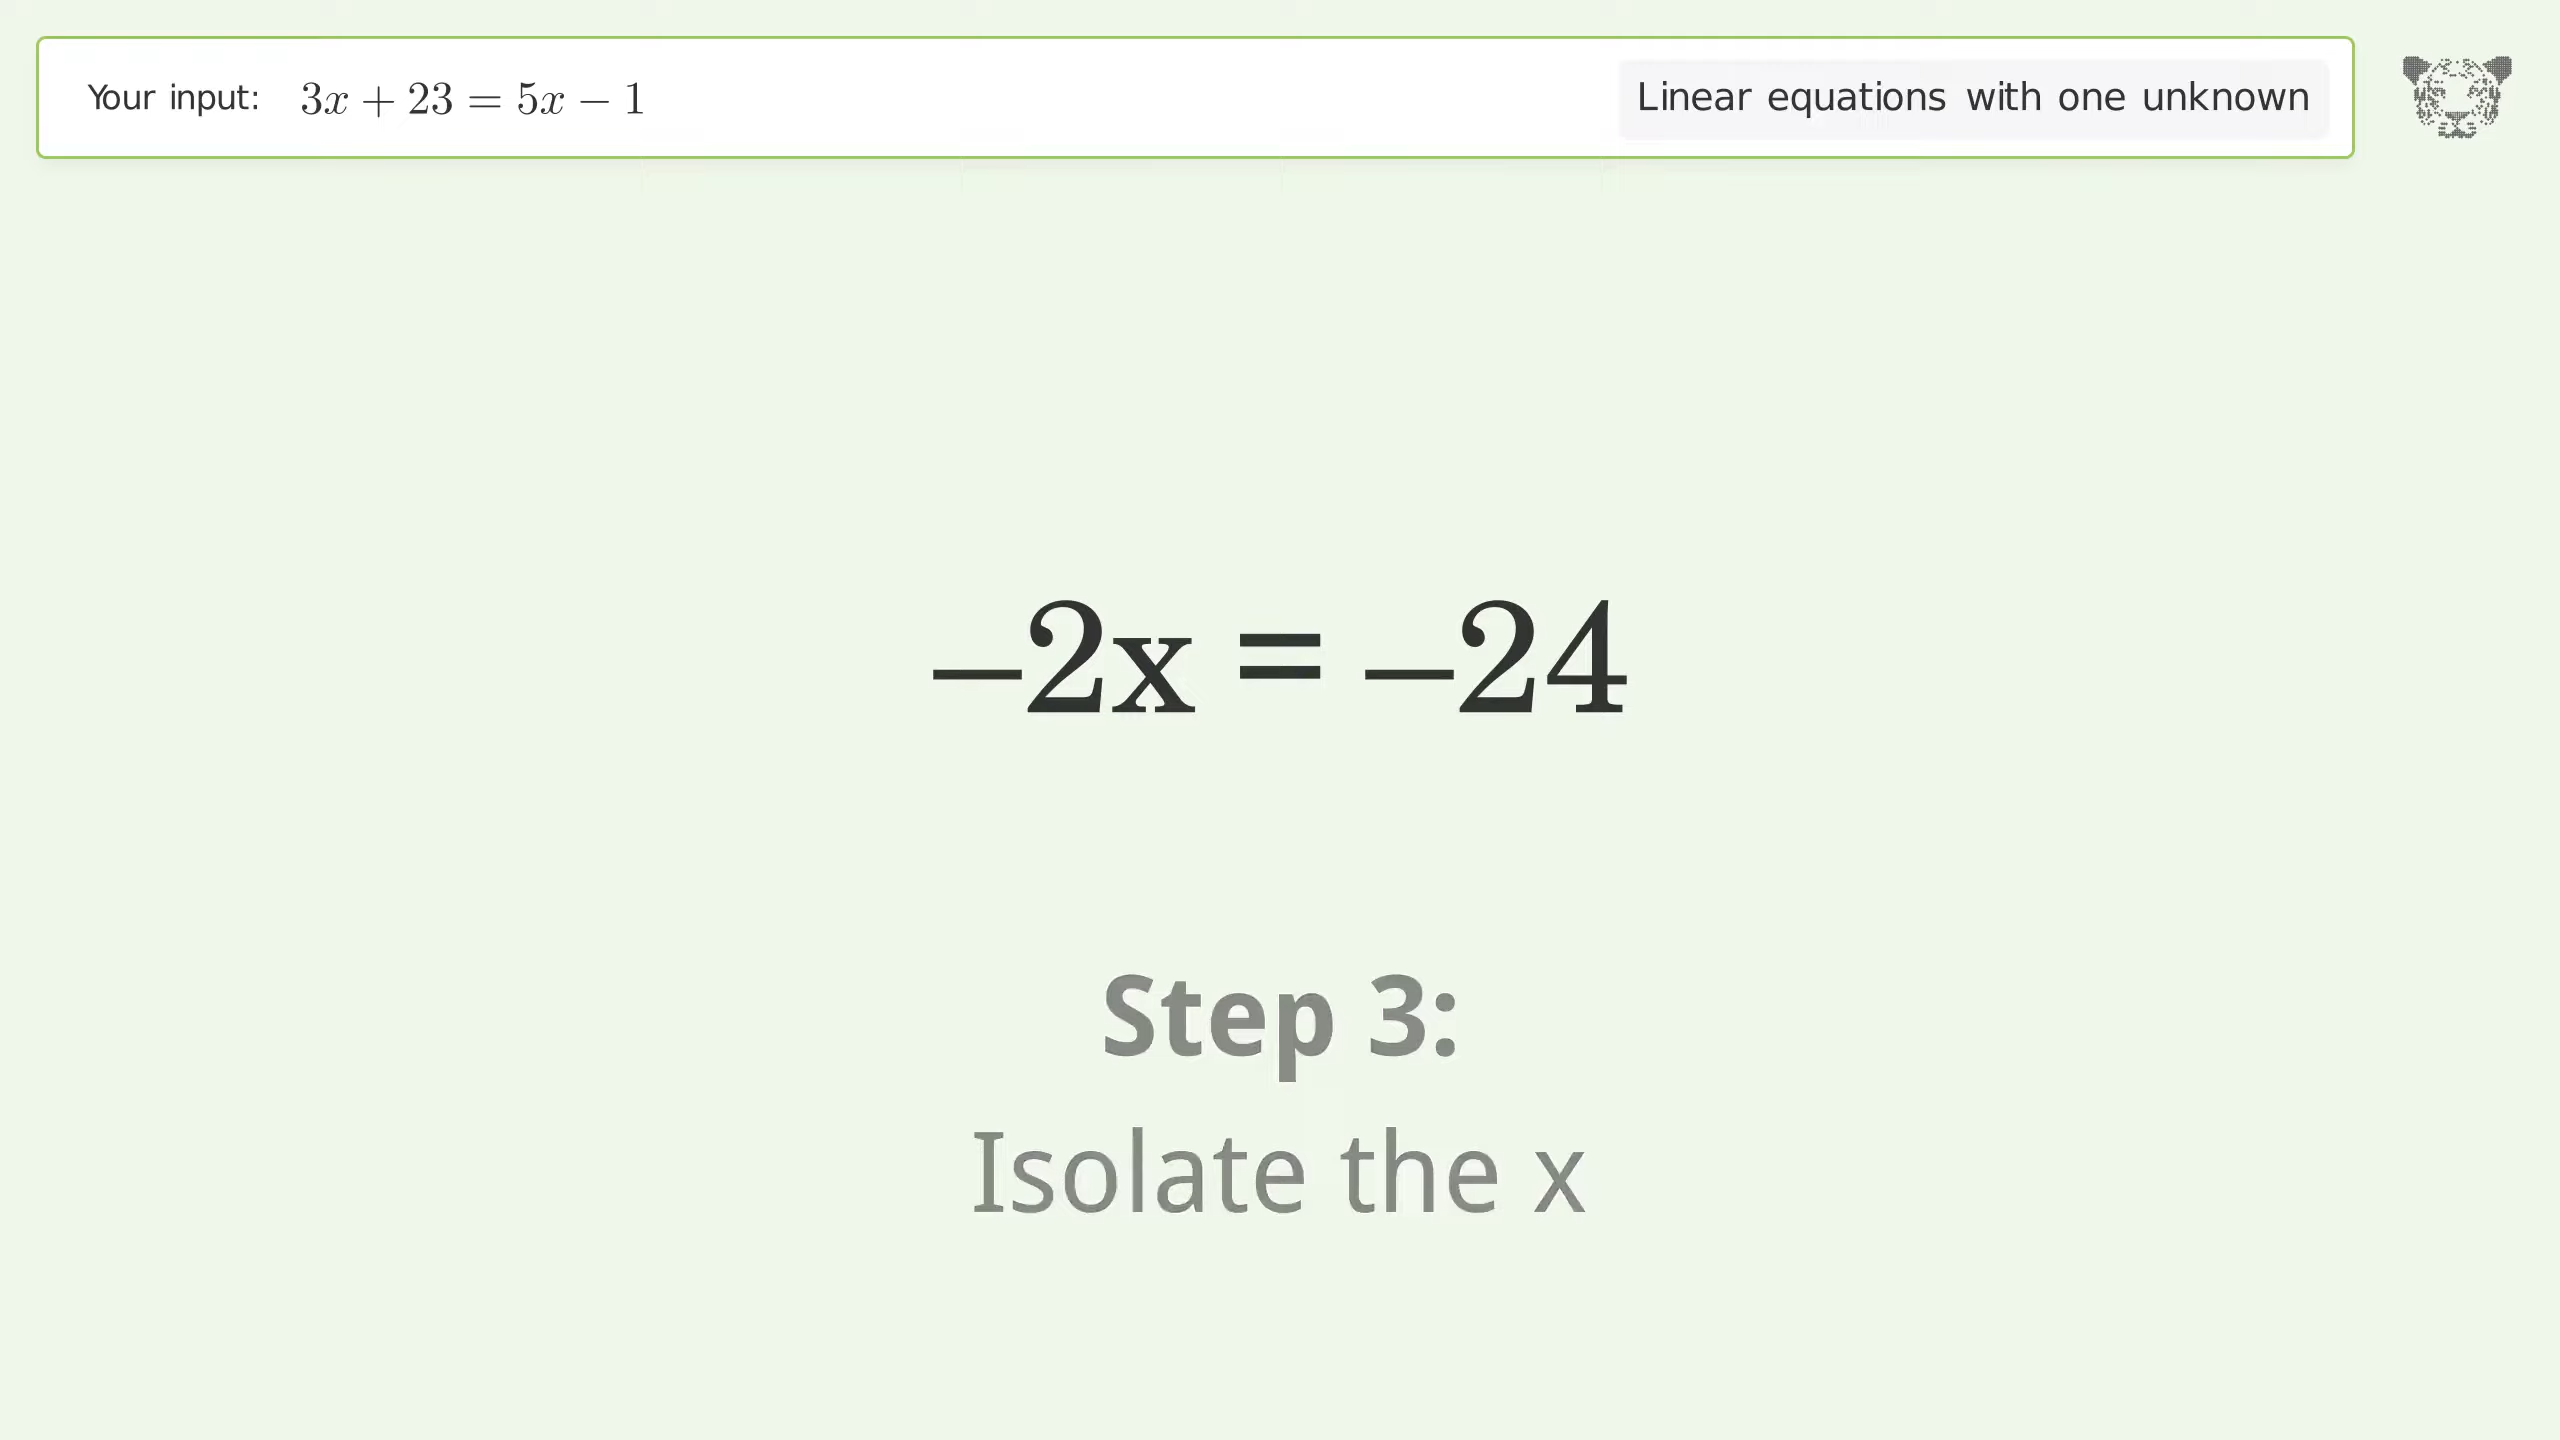 Your input: 3x + 23 = 5x − 1
Linear equations with one unknown
–2x = –24
Step 3:
Isolate the x